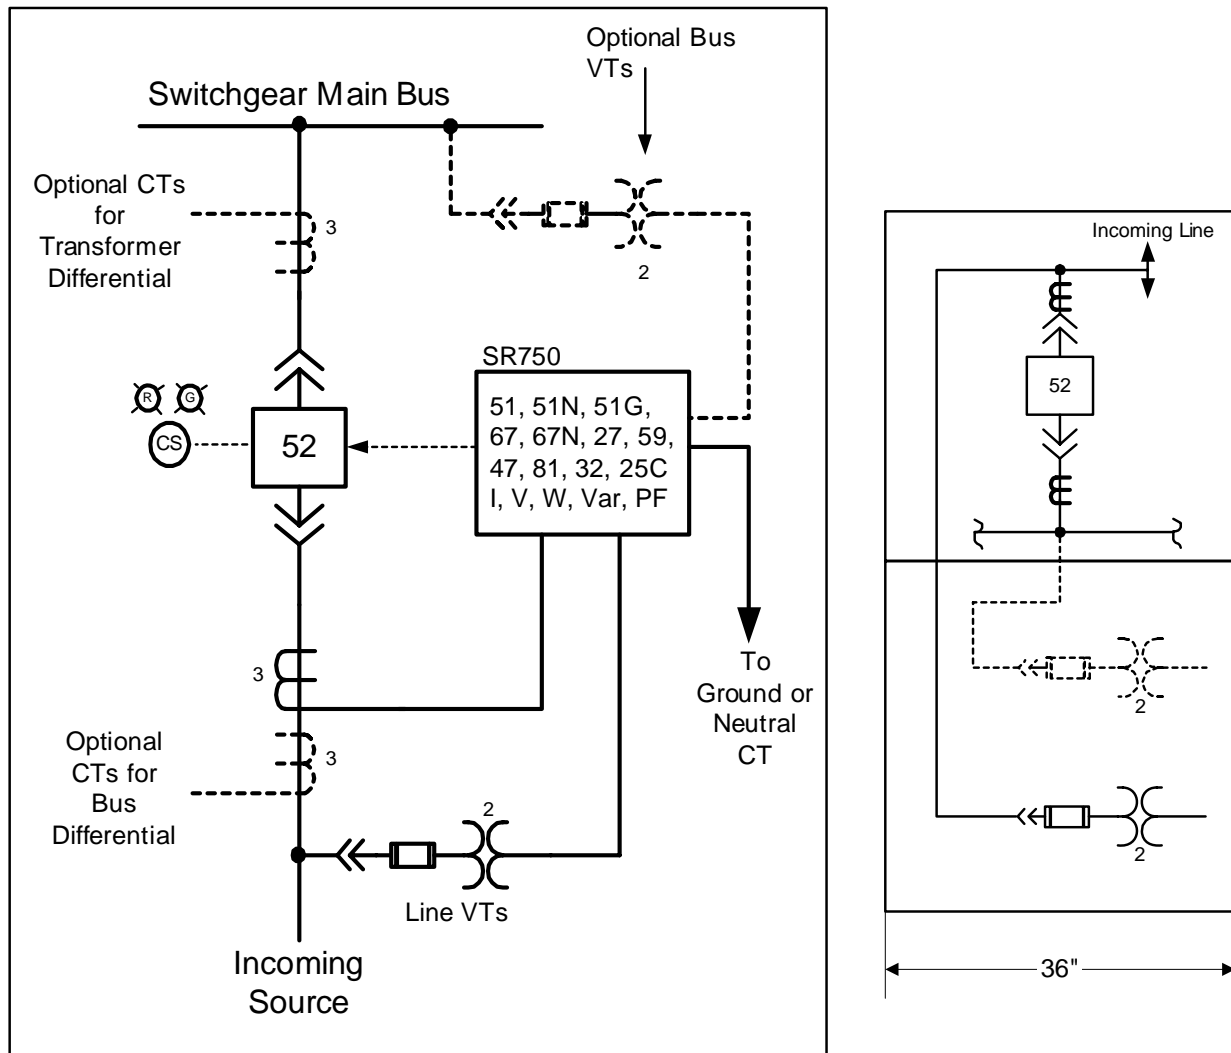 Optional Bus
VTs
Switchgear Main Bus
Optional CTs
for
Transformer
Differential
3
2
SR750
51, 51N, 51G,
67, 67N, 27, 59,
47, 81, 32, 25C
I, V, W, Var, PF
R
G
CS
52
3
To
Ground or
Neutral
CT
Optional
CTs for
Bus
Differential
3
2
Line VTs
Incoming
Source
Incoming Line
52
2
2
36"